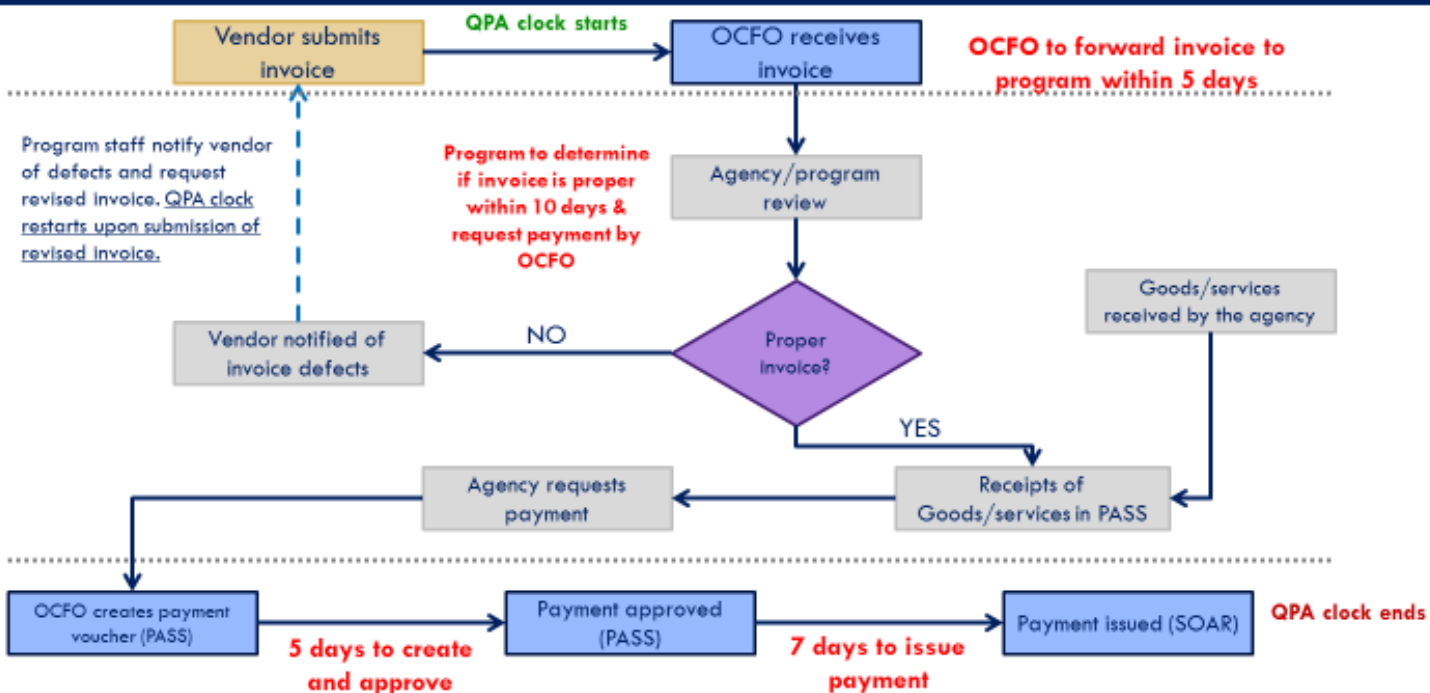 Vendor submits
invoice
QPA clock starts
OCFO receives
invoice
OCFO to forward invoice to
program within 5 days
Program staff notify vendor
of defects and request
revised invoice. QPA clock
restarts upon submission of
revised invoice.
Program to determine
if invoice is proper
within 10 days &
request payment by
OCFO
Agency/program
review
Goods/services
received by the agency
Vendor notified of
invoice defects
NO
Proper
invoice?
YES
Agency requests
payment
Receipts of
Goods/services in PASS
OCFO creates payment
voucher (PASS)
5 days to create
and approve
Payment approved
(PASS)
7 days to issue
payment
Payment issued (SOAR)
QPA clock ends